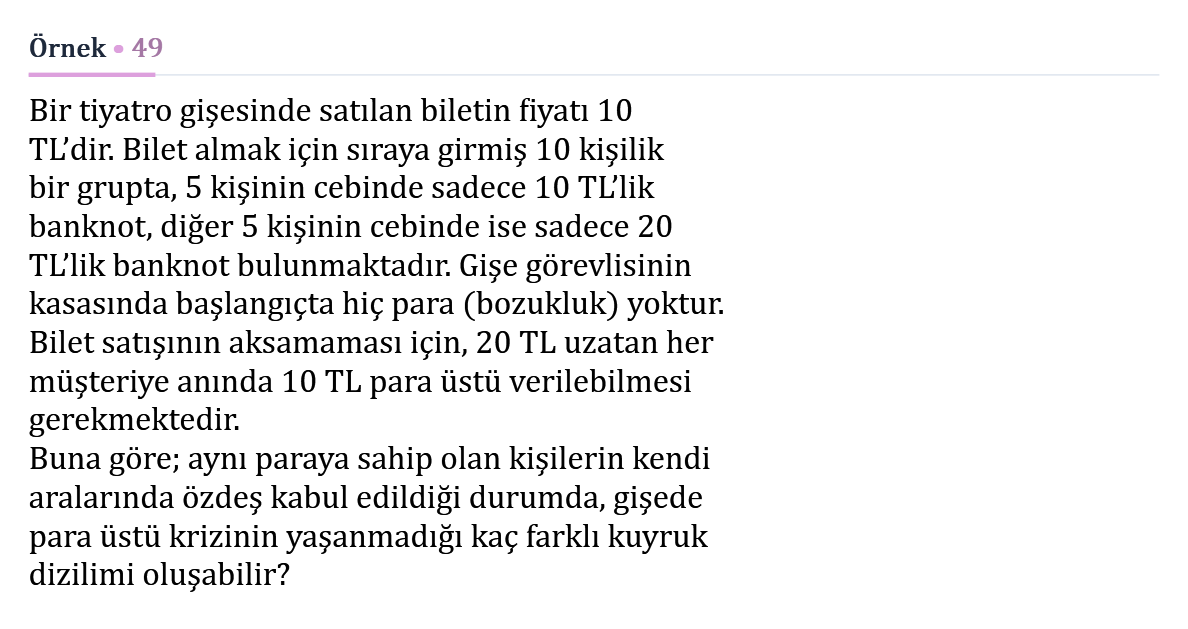 Örnek • 49
Bir tiyatro gişesinde satılan biletin fiyatı 10
TL’dir. Bilet almak için sıraya girmiş 10 kişilik
bir grupta, 5 kişinin cebinde sadece 10 TL’lik
banknot, diğer 5 kişinin cebinde ise sadece 20
TL’lik banknot bulunmaktadır. Gişe görevlisinin
kasasında başlangıçta hiç para (bozukluk) yoktur.
Bilet satışının aksamaması için, 20 TL uzatan her
müşteriye anında 10 TL para üstü verilebilmesi
gerekmektedir.
Buna göre; aynı paraya sahip olan kişilerin kendi
aralarında özdeş kabul edildiği durumda, gişede
para üstü krizinin yaşanmadığı kaç farklı kuyruk
dizilimi oluşabilir?